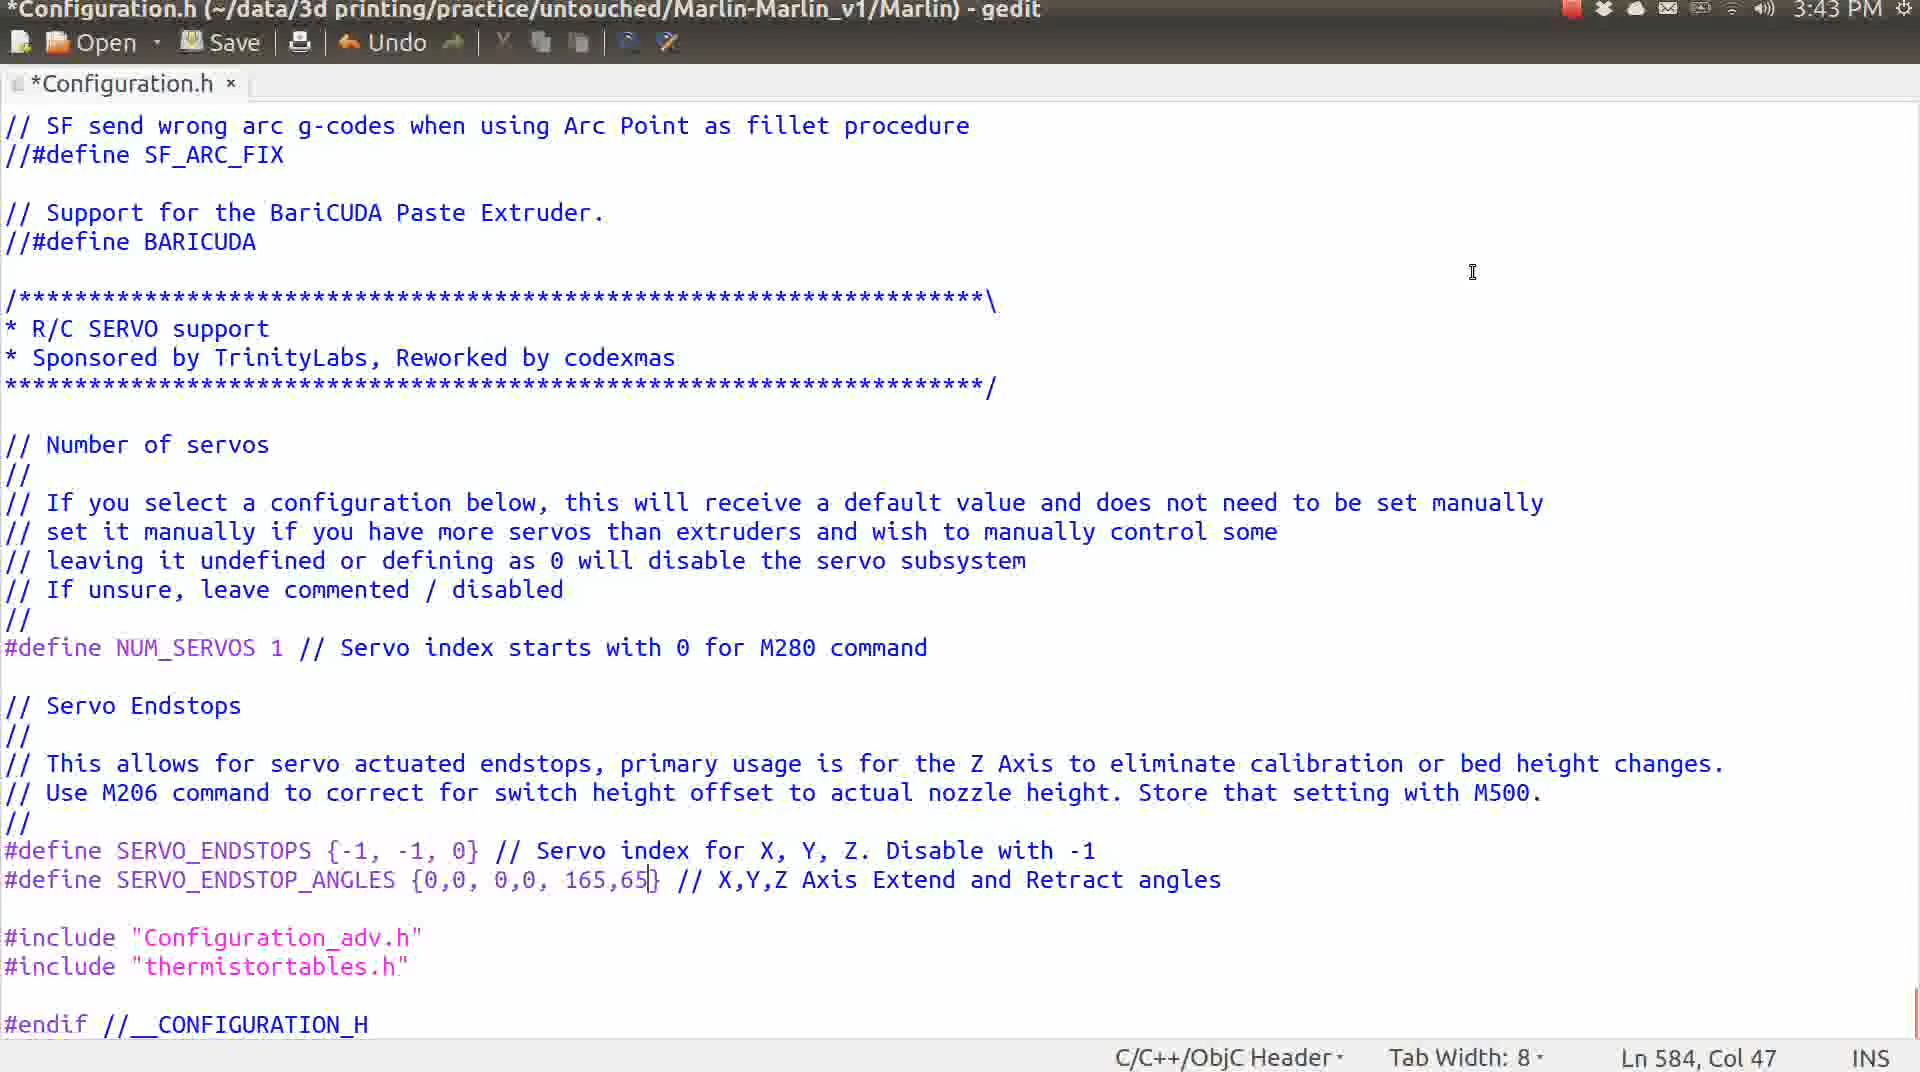 *Configuration.h (~/data/3d printing/practice/untouched/Marlin-Marlin_v1/Marlin) - gedit
3:43 PM
Open
Save
Undo
*Configuration.h ×
// SF send wrong arc g-codes when using Arc Point as fillet procedure
//#define SF_ARC_FIX
// Support for the BariCUDA Paste Extruder.
//#define BARICUDA
/*********************************************************************\
* R/C SERVO support
* Sponsored by TrinityLabs, Reworked by codexmas
**********************************************************************/
// Number of servos
//
// If you select a configuration below, this will receive a default value and does not need to be set manually
// set it manually if you have more servos than extruders and wish to manually control some
// leaving it undefined or defining as 0 will disable the servo subsystem
// If unsure, leave commented / disabled
//
#define NUM_SERVOS 1 // Servo index starts with 0 for M280 command
// Servo Endstops
//
// This allows for servo actuated endstops, primary usage is for the Z Axis to eliminate calibration or bed height changes.
// Use M206 command to correct for switch height offset to actual nozzle height. Store that setting with M500.
//
#define SERVO_ENDSTOPS {-1, -1, 0} // Servo index for X, Y, Z. Disable with -1
#define SERVO_ENDSTOP_ANGLES {0,0, 0,0, 165,65} // X,Y,Z Axis Extend and Retract angles
#include "Configuration_adv.h"
#include "thermistortables.h"
#endif //__CONFIGURATION_H
C/C++/ObjC Header
Tab Width: 8
Ln 584, Col 47
INS